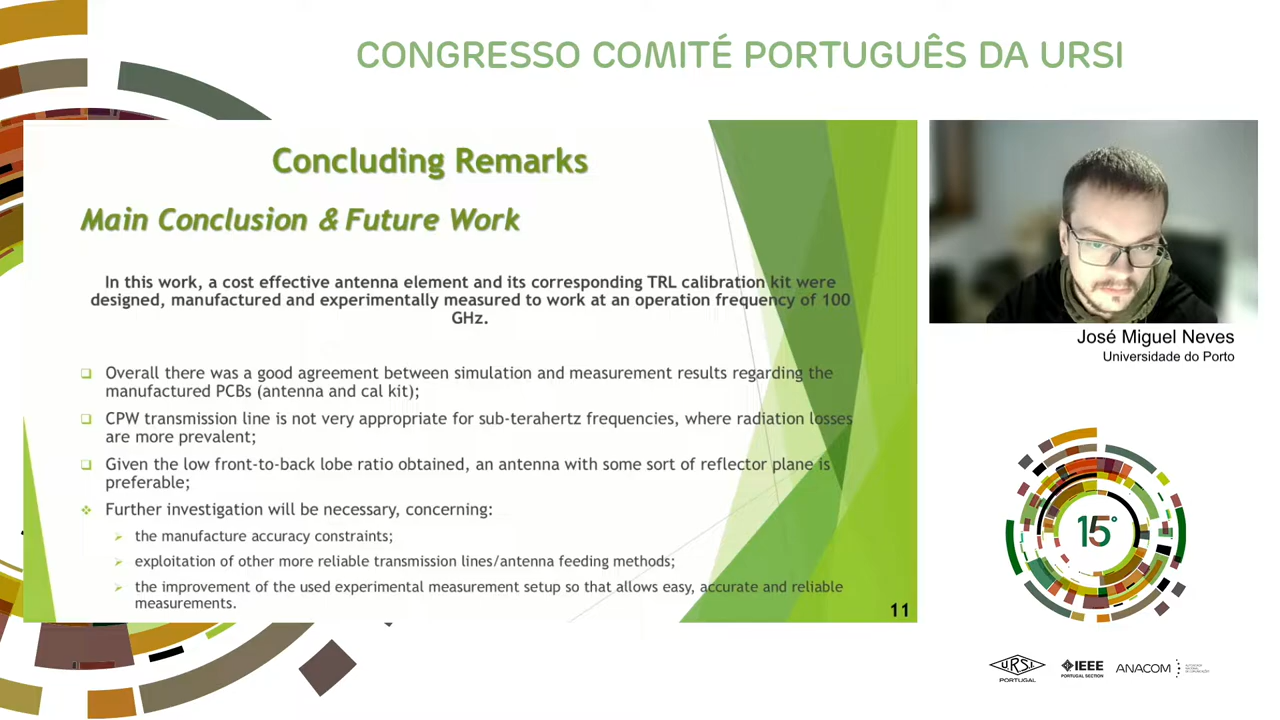 CONGRESSO COMITÉ PORTUGUÊS DA URSI
Concluding Remarks
Main Conclusion & Future Work
In this work, a cost effective antenna element and its corresponding TRL calibration kit were
designed, manufactured and experimentally measured to work at an operation frequency of 100
GHz.
Overall there was a good agreement between simulation and measurement results regarding the
manufactured PCBs (antenna and cal kit);
CPW transmission line is not very appropriate for sub-terahertz frequencies, where radiation losses
are more prevalent;
Given the low front-to-back lobe ratio obtained, an antenna with some sort of reflector plane is
preferable;
Further investigation will be necessary, concerning:
the manufacture accuracy constraints;
exploitation of other more reliable transmission lines/antenna feeding methods;
the improvement of the used experimental measurement setup so that allows easy, accurate and reliable
measurements.
11
José Miguel Neves
Universidade do Porto
15°
URSI
PORTUGAL
IEEE
PORTUGAL SECTION
ANACOM